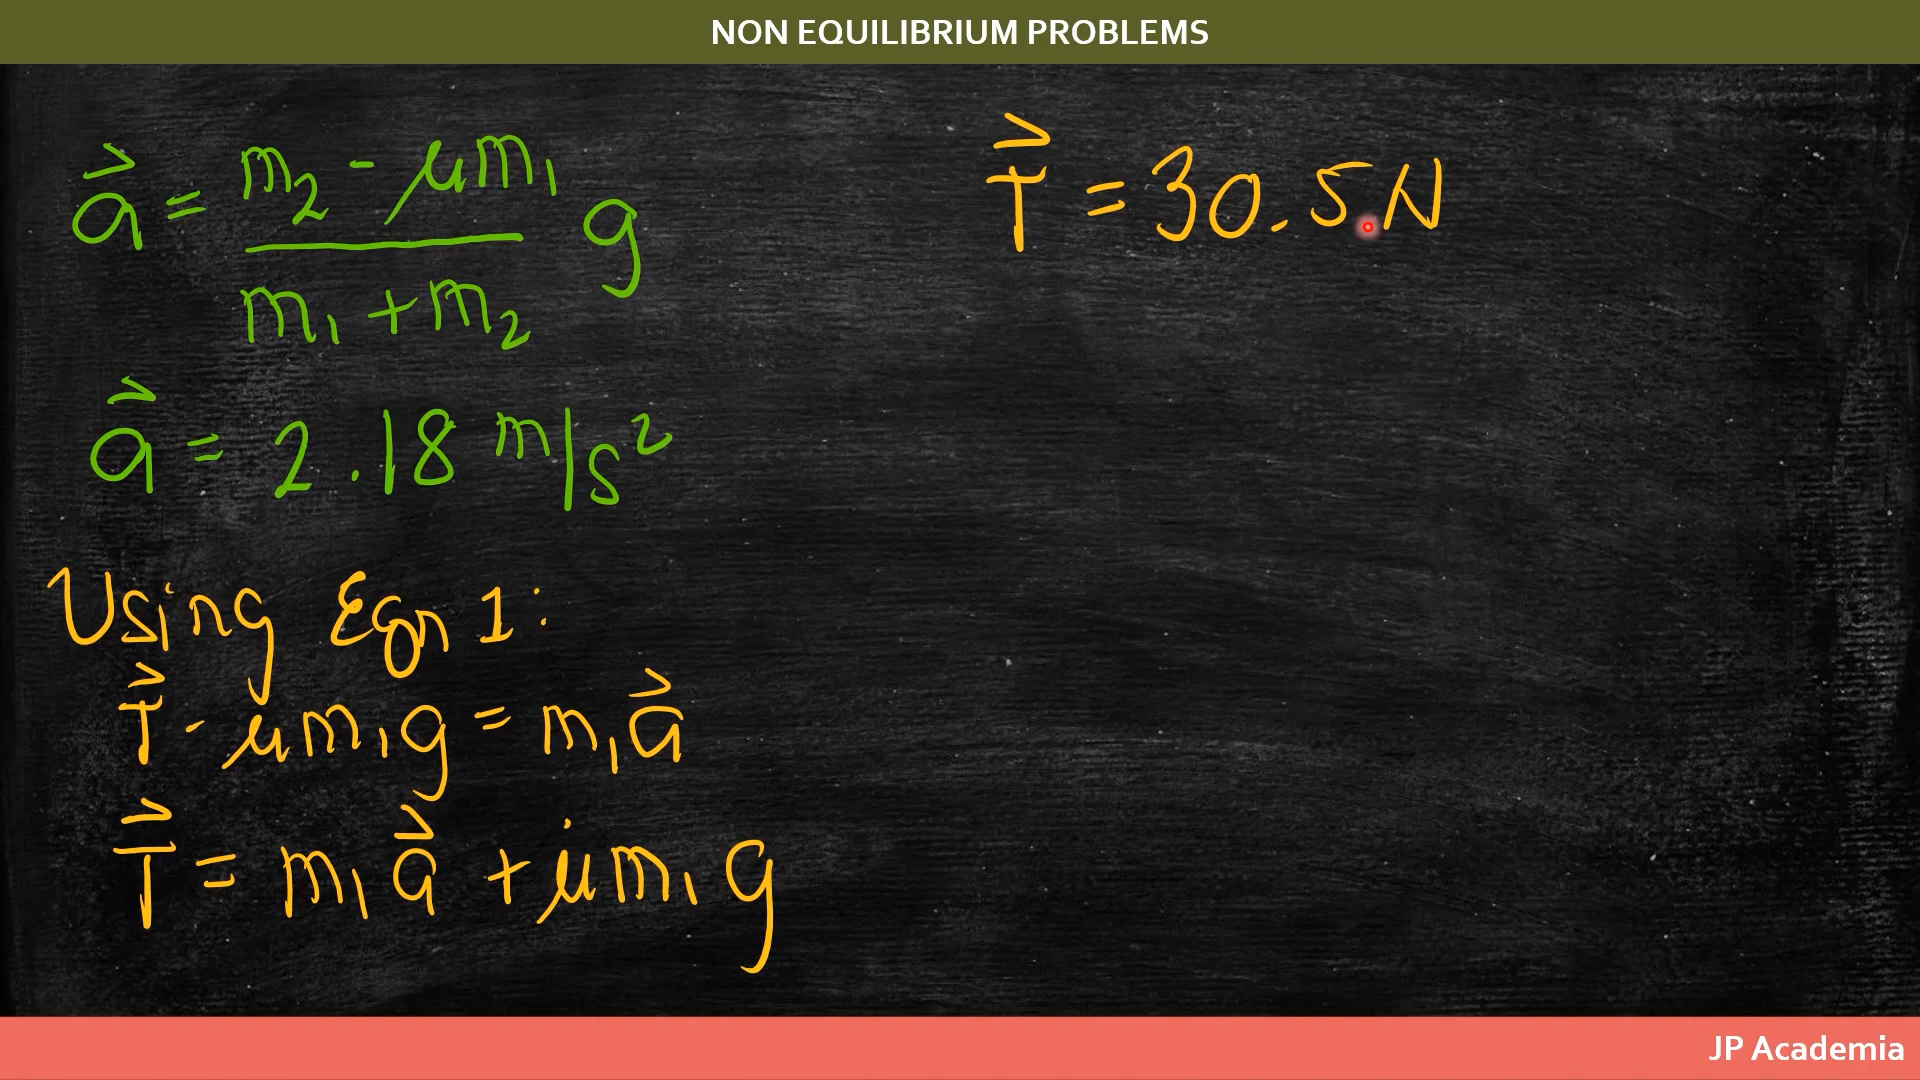 NON EQUILIBRIUM PROBLEMS
a⃗ = (m₂ - μm₁)/(m₁ + m₂) g
a⃗ = 2.18 m/s²
Using Eqn 1:
T⃗ - μm₁g = m₁a⃗
T⃗ = m₁a⃗ + μm₁g
T⃗ = 30.5 N
JP Academia